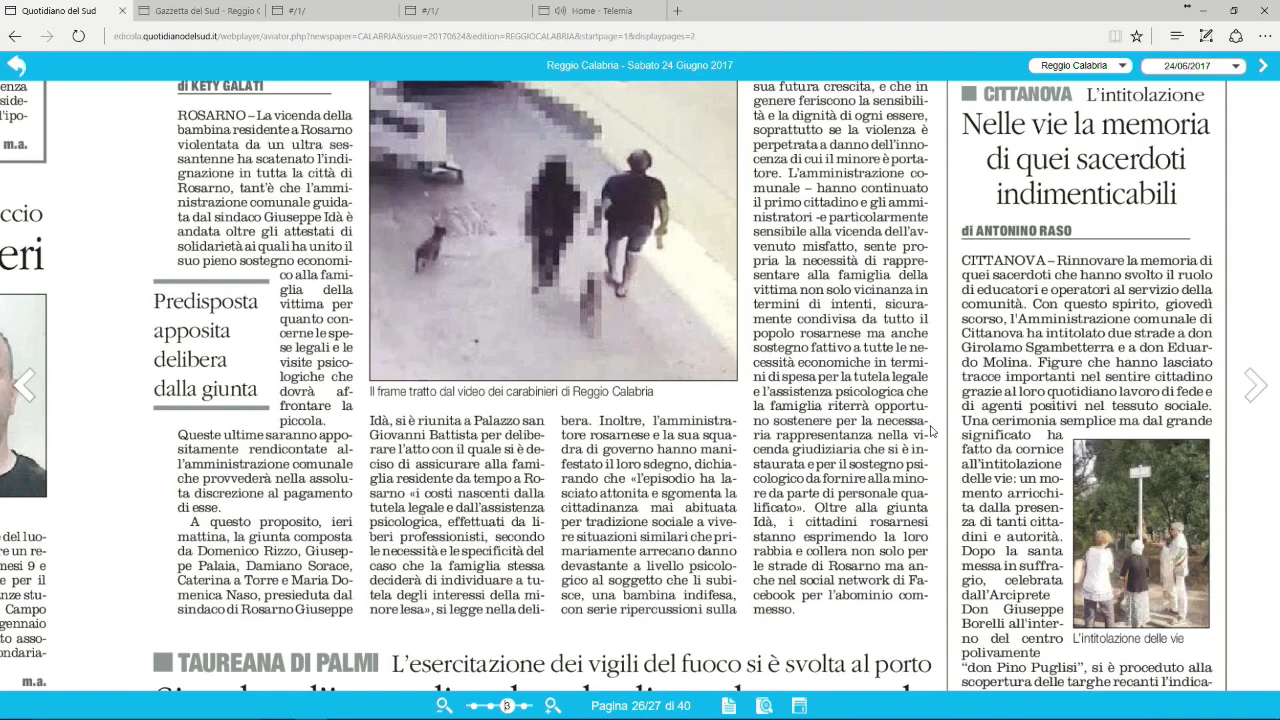 Quotidiano del Sud
Gazzetta del Sud - Reggio C
#/1/
#/1/
Home - Telemia
edicola.quotidianodelsud.it/webplayer/aviator.php?newspaper=CALABRIA&issue=20170624&edition=REGGIOCALABRIA&startpage=1&displaypages=2
Reggio Calabria - Sabato 24 Giugno 2017
Reggio Calabria
24/06/2017
enza
side-
l'ipo-
m.a.
ccio
eri
del luo-
re un re-
mesi 9 e
e per il
nze stu-
Campo
gennaio
to asso-
ondaria-
m.a.
di KETY GALATI
ROSARNO – La vicenda della
bambina residente a Rosarno
violentata da un ultra ses-
santenne ha scatenato l'indi-
gnazione in tutta la città di
Rosarno, tant'è che l'ammi-
nistrazione comunale guida-
ta dal sindaco Giuseppe Idà è
andata oltre gli attestati di
solidarietà ai quali ha unito il
suo pieno sostegno economi-
co alla fami-
glia della
vittima per
quanto con-
cerne le spe-
se legali e le
visite psico-
logiche che
dovrà af-
frontare la
piccola.
Predisposta
apposita
delibera
dalla giunta
Queste ultime saranno appo-
sitamente rendicontate al-
l'amministrazione comunale
che provvederà nella assolu-
ta discrezione al pagamento
di esse.
A questo proposito, ieri
mattina, la giunta composta
da Domenico Rizzo, Giusep-
pe Palaia, Damiano Sorace,
Caterina a Torre e Maria Do-
menica Naso, presieduta dal
sindaco di Rosarno Giuseppe
Il frame tratto dal video dei carabinieri di Reggio Calabria
Idà, si è riunita a Palazzo san
Giovanni Battista per delibe-
rare l'atto con il quale si è de-
ciso di assicurare alla fami-
glia residente da tempo a Ro-
sarno «i costi nascenti dalla
tutela legale e dall'assistenza
psicologica, effettuati da li-
beri professionisti, secondo
le necessità e le specificità del
caso che la famiglia stessa
deciderà di individuare a tu-
tela degli interessi della mi-
nore lesa», si legge nella deli-
bera. Inoltre, l'amministra-
tore rosarnese e la sua squa-
dra di governo hanno mani-
festato il loro sdegno, dichia-
rando che «l'episodio ha la-
sciato attonita e sgomenta la
cittadinanza mai abituata
per tradizione sociale a vive-
re situazioni similari che pri-
mariamente arrecano danno
devastante a livello psicolo-
gico al soggetto che li subi-
sce, una bambina indifesa,
con serie ripercussioni sulla
sua futura crescita, e che in
genere feriscono la sensibili-
tà e la dignità di ogni essere,
soprattutto se la violenza è
perpetrata a danno dell'inno-
cenza di cui il minore è porta-
tore. L'amministrazione co-
munale – hanno continuato
il primo cittadino e gli ammi-
nistratori -e particolarmente
sensibile alla vicenda dell'av-
venuto misfatto, sente pro-
pria la necessità di rappre-
sentare alla famiglia della
vittima non solo vicinanza in
termini di intenti, sicura-
mente condivisa da tutto il
popolo rosarnese ma anche
sostegno fattivo a tutte le ne-
cessità economiche in termi-
ni di spesa per la tutela legale
e l'assistenza psicologica che
la famiglia riterrà opportu-
no sostenere per la necessa-
ria rappresentanza nella vi-
cenda giudiziaria che si è in-
staurata e per il sostegno psi-
cologico da fornire alla mino-
re da parte di personale qua-
lificato». Oltre alla giunta
Idà, i cittadini rosarnesi
stanno esprimendo la loro
rabbia e collera non solo per
le strade di Rosarno ma an-
che nel social network di Fa-
cebook per l'abominio com-
messo.
TAUREANA DI PALMI L'esercitazione dei vigili del fuoco si è svolta al porto
CITTANOVA L'intitolazione
Nelle vie la memoria
di quei sacerdoti
indimenticabili
di ANTONINO RASO
CITTANOVA – Rinnovare la memoria di
quei sacerdoti che hanno svolto il ruolo
di educatori e operatori al servizio della
comunità. Con questo spirito, giovedì
scorso, l'Amministrazione comunale di
Cittanova ha intitolato due strade a don
Girolamo Sgambetterra e a don Eduar-
do Molina. Figure che hanno lasciato
tracce importanti nel sentire cittadino
grazie al loro quotidiano lavoro di fede e
di agenti positivi nel tessuto sociale.
Una cerimonia semplice ma dal grande
significato ha
fatto da cornice
all'intitolazione
delle vie: un mo-
mento arricchi-
to dalla presen-
za di tanti citta-
dini e autorità.
Dopo la santa
messa in suffra-
gio, celebrata
dall'Arciprete
Don Giuseppe
Borelli all'inter-
no del centro
polivamente
"don Pino Puglisi", si è proceduto alla
scopertura delle targhe recanti l'indica-
L'intitolazione delle vie
3
Pagina 26/27 di 40